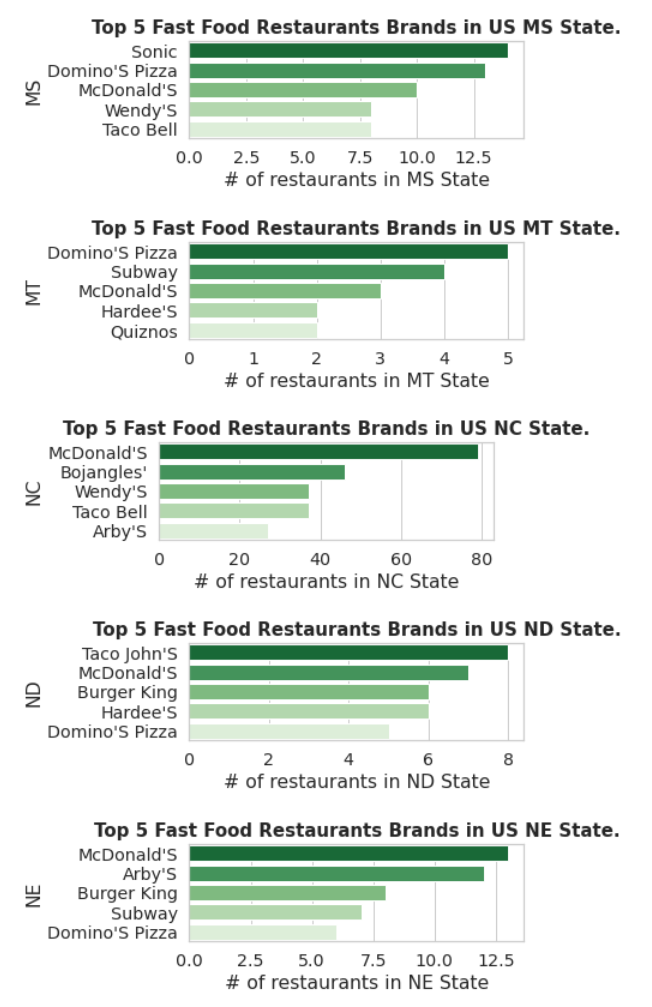 Top 5 Fast Food Restaurants Brands in US MS State.
MS
Sonic
Domino'S Pizza
McDonald'S
Wendy'S
Taco Bell
0.0 2.5 5.0 7.5 10.0 12.5
# of restaurants in MS State
Top 5 Fast Food Restaurants Brands in US MT State.
MT
Domino'S Pizza
Subway
McDonald'S
Hardee'S
Quiznos
0 1 2 3 4 5
# of restaurants in MT State
Top 5 Fast Food Restaurants Brands in US NC State.
NC
McDonald'S
Bojangles'
Wendy'S
Taco Bell
Arby'S
0 20 40 60 80
# of restaurants in NC State
Top 5 Fast Food Restaurants Brands in US ND State.
ND
Taco John'S
McDonald'S
Burger King
Hardee'S
Domino'S Pizza
0 2 4 6 8
# of restaurants in ND State
Top 5 Fast Food Restaurants Brands in US NE State.
NE
McDonald'S
Arby'S
Burger King
Subway
Domino'S Pizza
0.0 2.5 5.0 7.5 10.0 12.5
# of restaurants in NE State